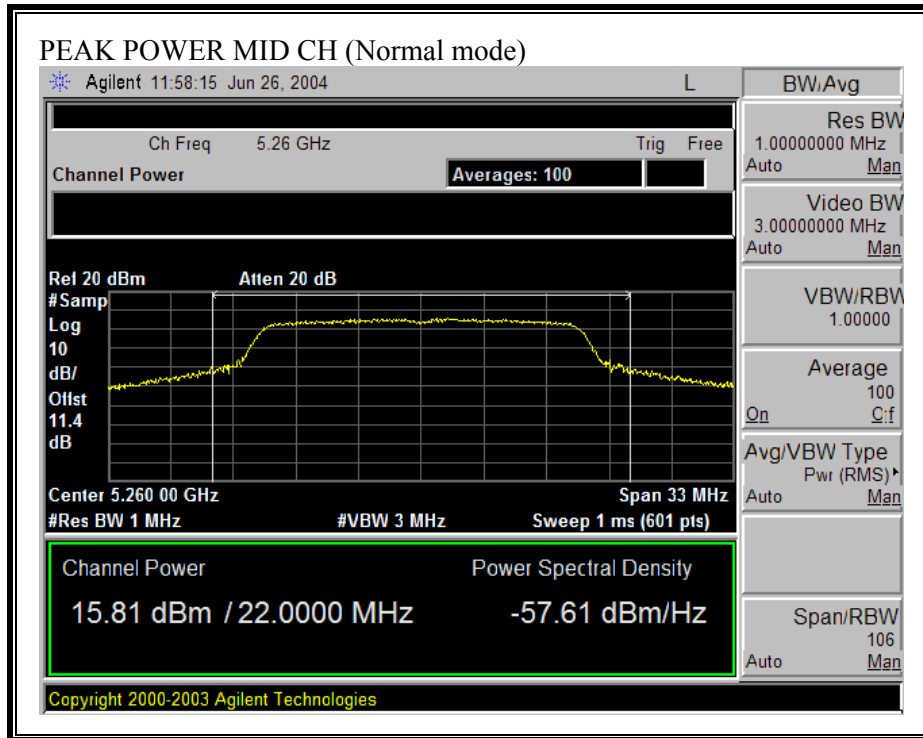 PEAK POWER MID CH (Normal mode)
Agilent 11:58:15 Jun 26, 2004 L
BW/Avg
Ch Freq 5.26 GHz Trig Free
Channel Power Averages: 100
Res BW
1.00000000 MHz
Auto Man
Video BW
3.00000000 MHz
Auto Man
VBW/RBW
1.00000
Average
100
On Off
Avg/VBW Type
Pwr (RMS)
Auto Man
Span/RBW
106
Auto Man
Ref 20 dBm Atten 20 dB
#Samp
Log
10
dB/
Offst
11.4
dB
Center 5.260 00 GHz Span 33 MHz
#Res BW 1 MHz #VBW 3 MHz Sweep 1 ms (601 pts)
Channel Power Power Spectral Density
15.81 dBm / 22.0000 MHz -57.61 dBm/Hz
Copyright 2000-2003 Agilent Technologies